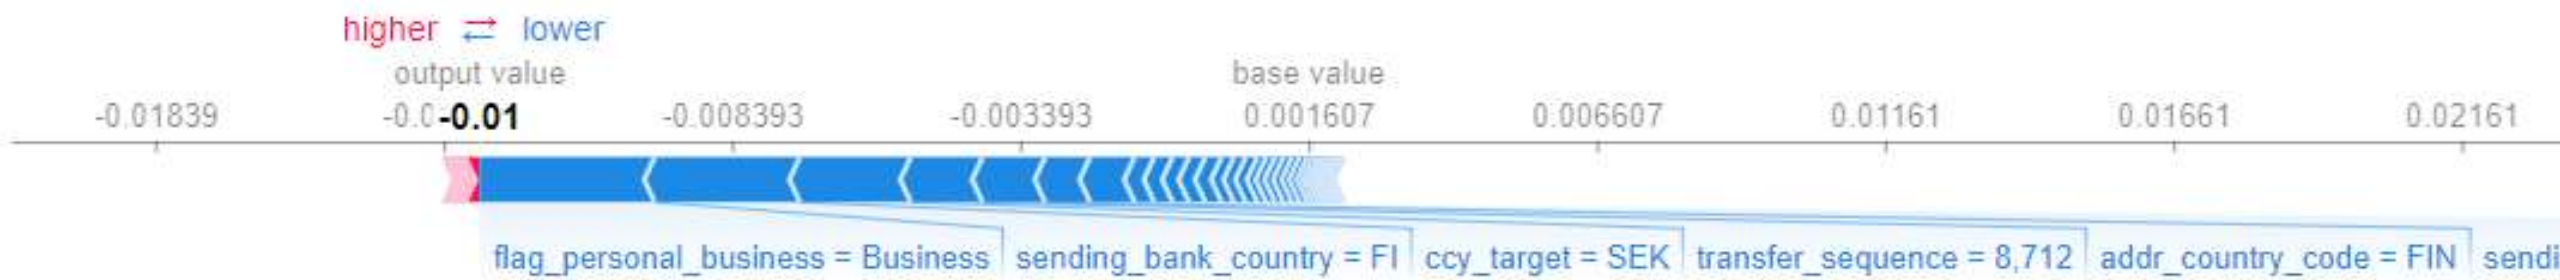 higher ⇄ lower
output value base value
-0.01839 -0.0 -0.01 -0.008393 -0.003393 0.001607 0.006607 0.01161 0.01661 0.02161
flag_personal_business = Business sending_bank_country = FI ccy_target = SEK transfer_sequence = 8,712 addr_country_code = FIN sendi